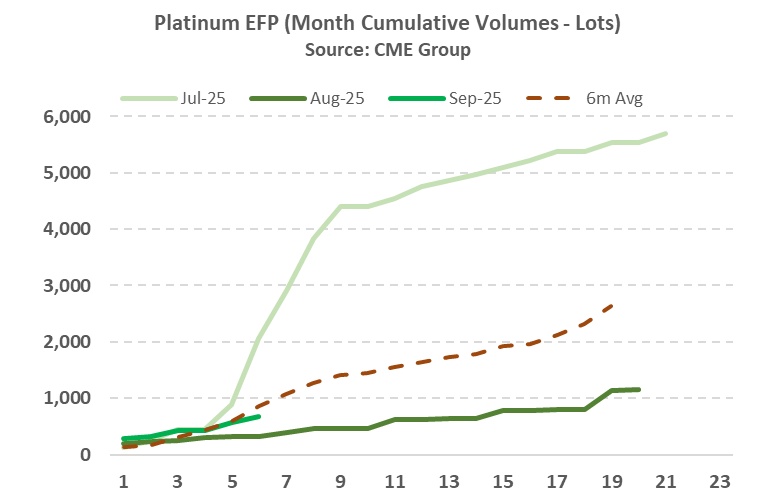 Platinum EFP (Month Cumulative Volumes - Lots)
Source: CME Group
Jul-25 Aug-25 Sep-25 6m Avg
6,000
5,000
4,000
3,000
2,000
1,000
0
1 3 5 7 9 11 13 15 17 19 21 23